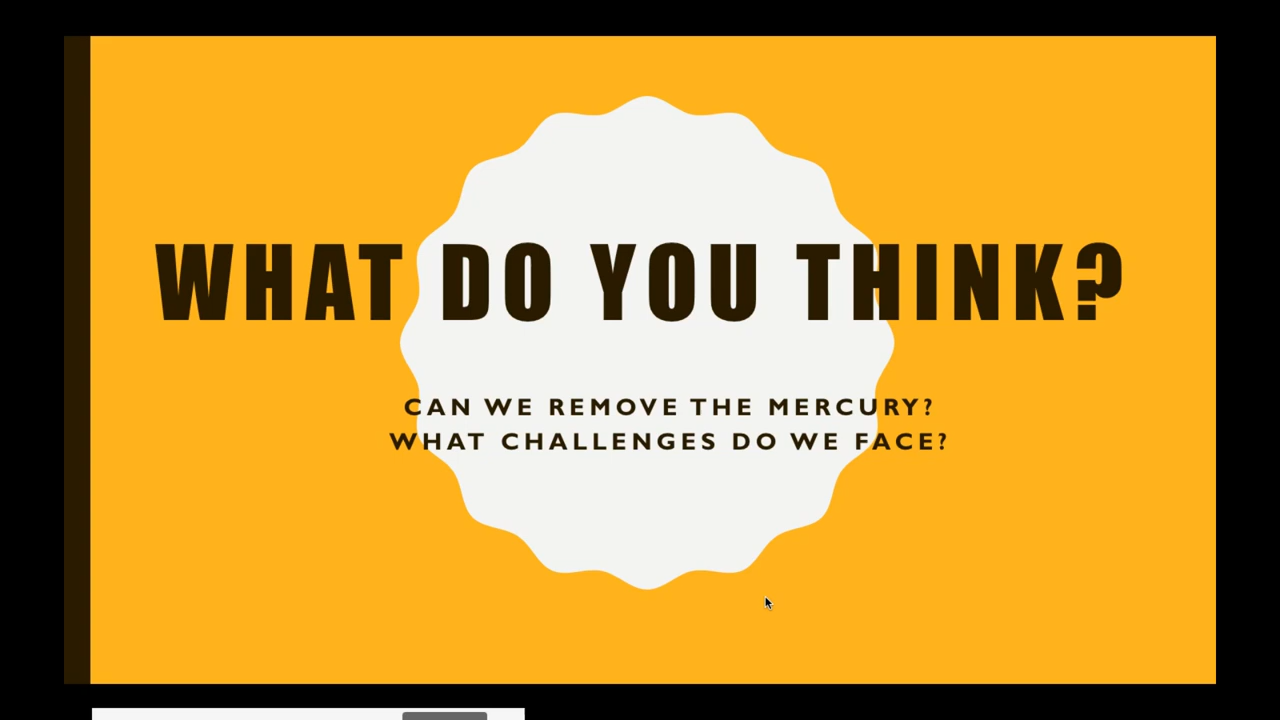 WHAT DO YOU THINK?
CAN WE REMOVE THE MERCURY?
WHAT CHALLENGES DO WE FACE?